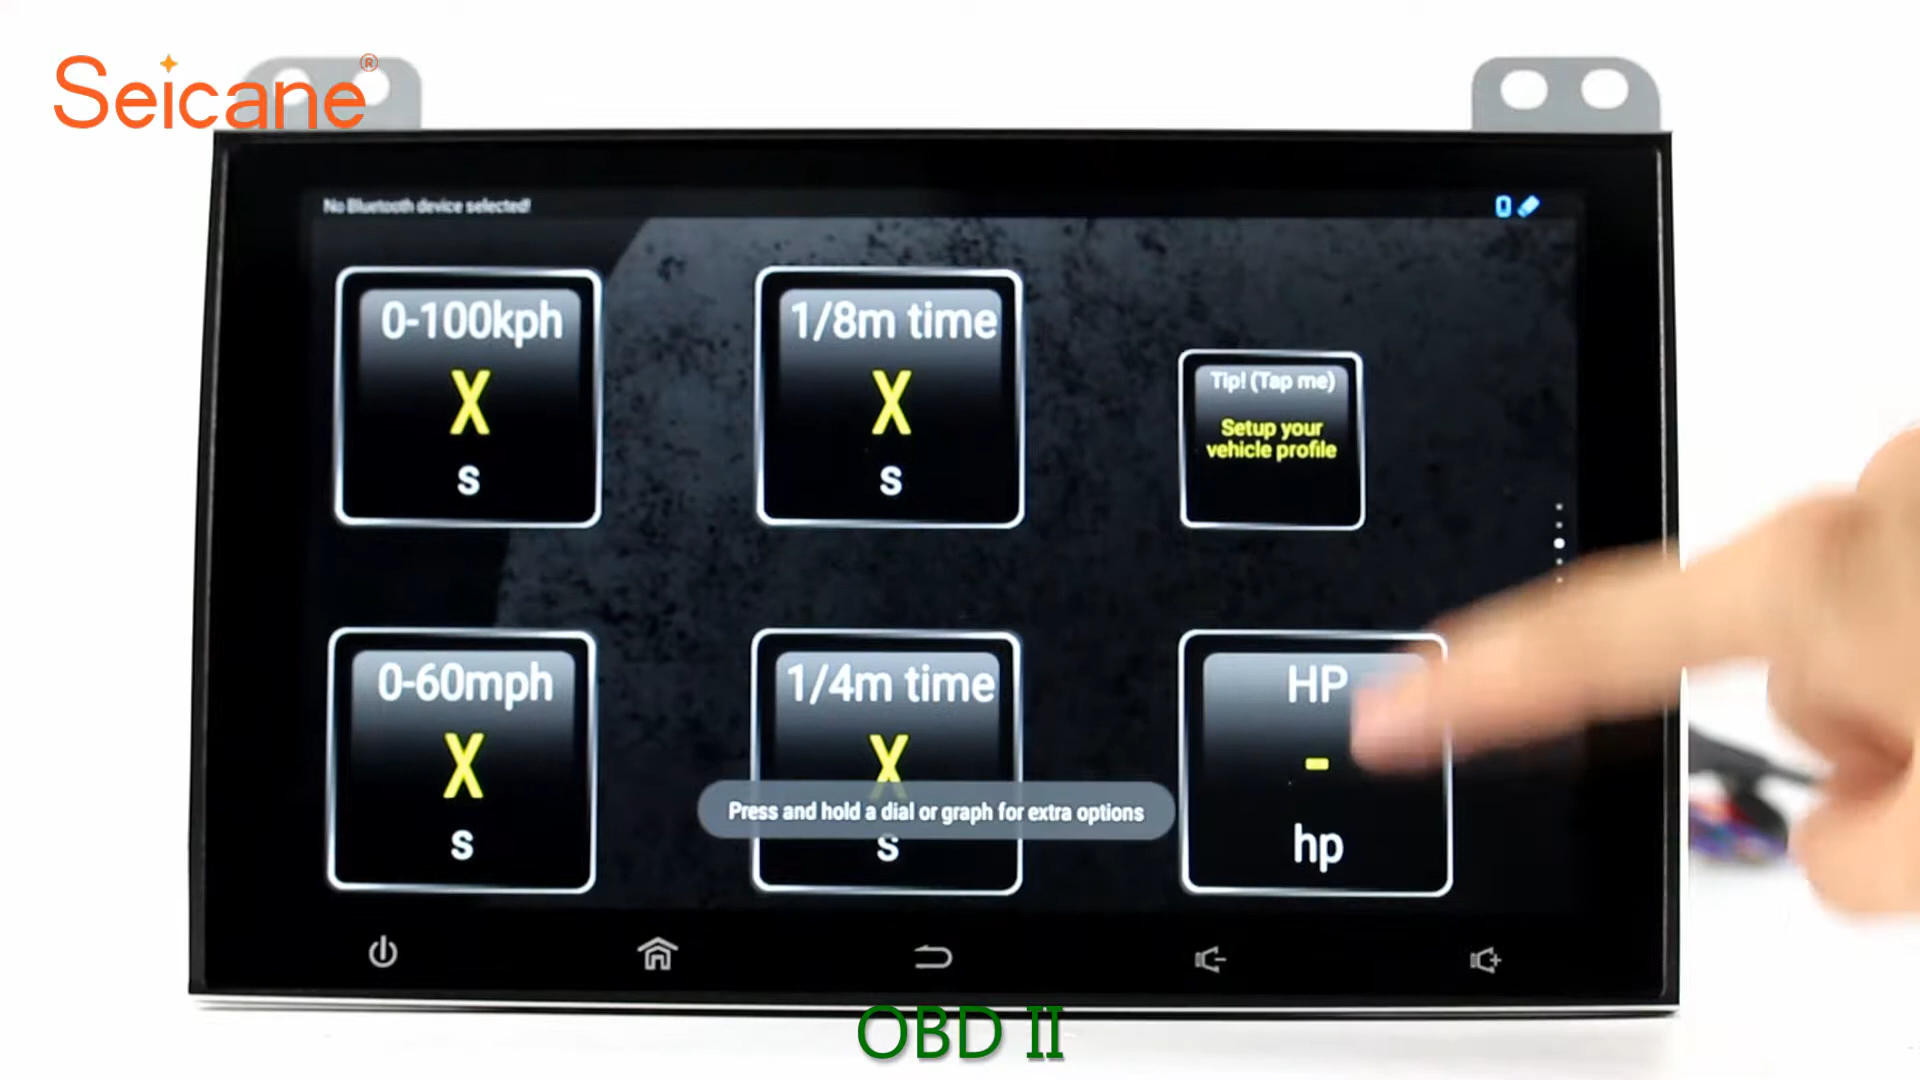 Seicane®
No Bluetooth device selected!
0-100kph
X
s
1/8m time
X
s
Tip! (Tap me)
Setup your
vehicle profile
0-60mph
X
s
1/4m time
X
s
HP
-
hp
Press and hold a dial or graph for extra options
OBD II